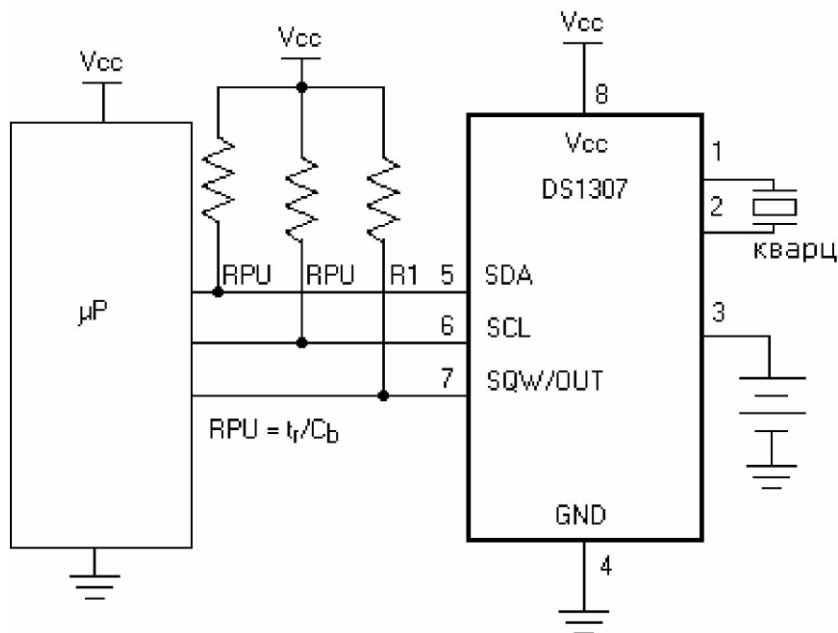 Vcc
Vcc
Vcc
8
Vcc
1
DS1307
2
кварц
RPU
RPU
R1
5
SDA
μP
6
SCL
3
7
SQW/OUT
RPU = tr/Cb
GND
4